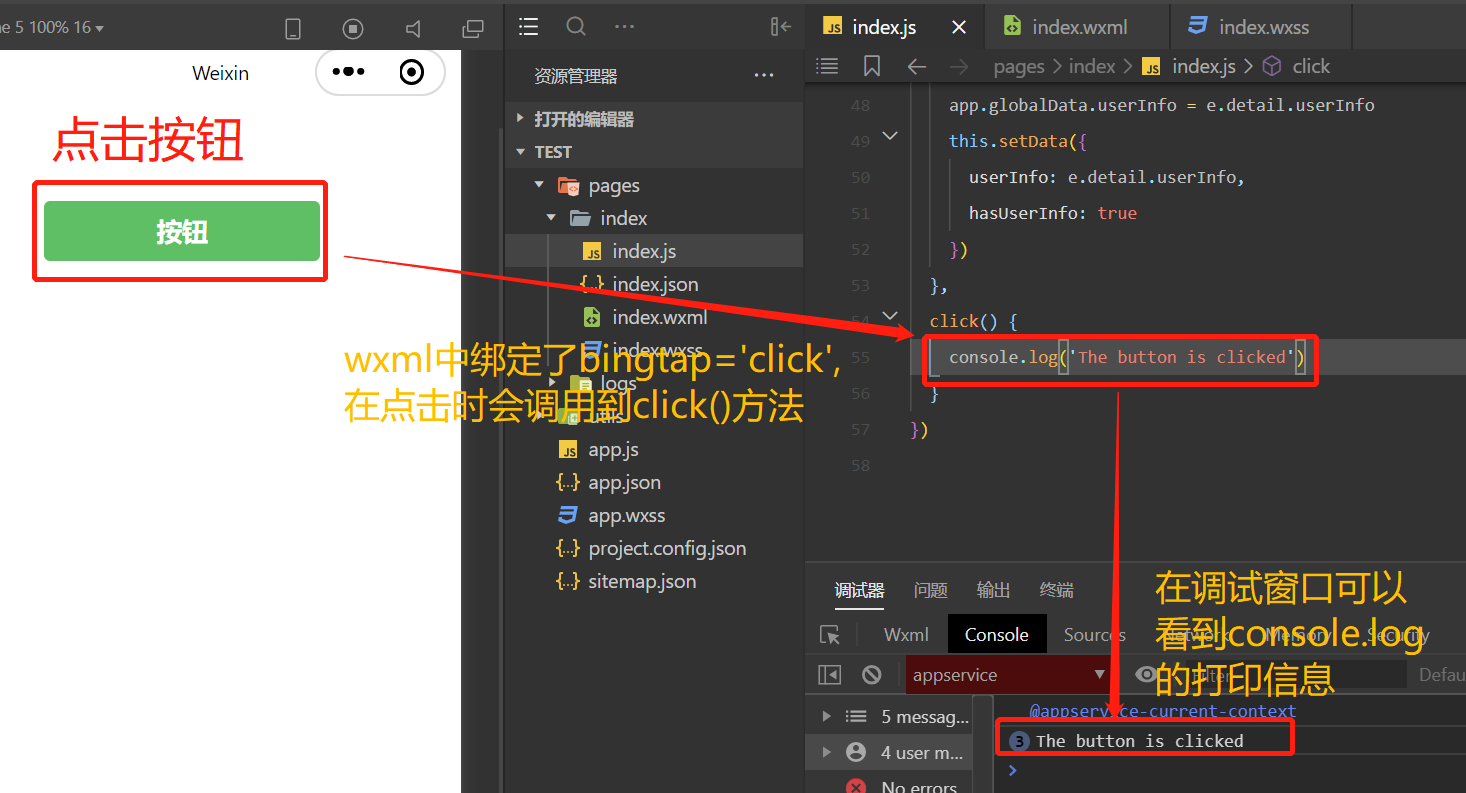 ne 5 100% 16
Weixin
点击按钮
按钮
资源管理器
打开的编辑器
TEST
pages
index
index.js
index.json
index.wxml
index.wxss
logs
utils
app.js
app.json
app.wxss
project.config.json
sitemap.json
wxml中绑定了bingtap='click',
在点击时会调用到click()方法
index.js
index.wxml
index.wxss
pages > index > JS index.js > click
48 app.globalData.userInfo = e.detail.userInfo
49 this.setData({
50 userInfo: e.detail.userInfo,
51 hasUserInfo: true
52 })
53 },
54 click() {
55 console.log('The button is clicked')
56 }
57 })
58
调试器 问题 输出 终端
Wxml Console Sources Network Memory Security
appservice Filter Defau
在调试窗口可以
看到console.log
的打印信息
5 messag...
4 user m...
No errors
@appservice-current-context
3 The button is clicked
>